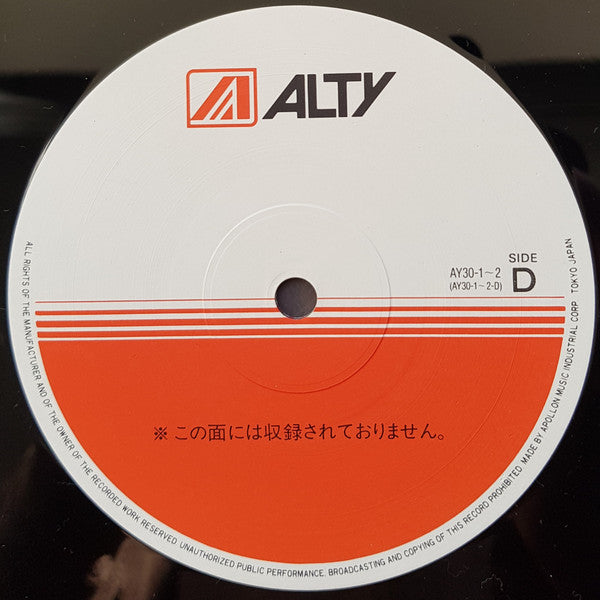 ALTY
SIDE
AY30-1～2
D
(AY30-1～2-D)
※この面には収録されておりません。
ALL RIGHTS OF THE MANUFACTURER AND OF THE OWNER OF THE RECORDED WORK RESERVED. UNAUTHORIZED PUBLIC PERFORMANCE, BROADCASTING AND COPYING OF THIS RECORD PROHIBITED. MADE BY APOLLON MUSIC INDUSTRIAL CORP. TOKYO JAPAN